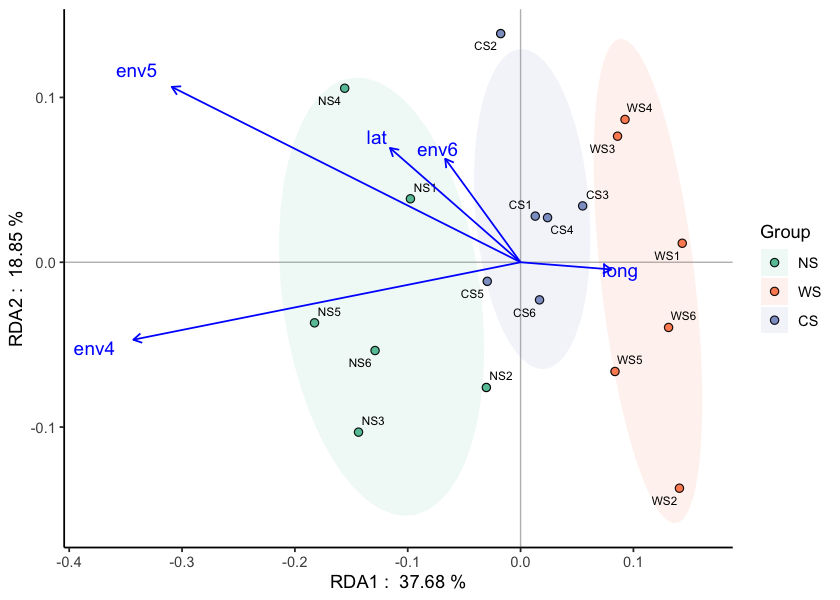 CS2
env5
NS4
0.1
WS4
lat
WS3
env6
NS1
CS3
CS1
CS4
Group
WS1
NS
0.0
long
WS
CS5
CS
CS6
NS5
WS6
env4
NS6
WS5
NS2
NS3
-0.1
WS2
-0.4
-0.3
-0.2
-0.1
0.0
0.1
RDA1 : 37.68 %
RDA2 : 18.85 %